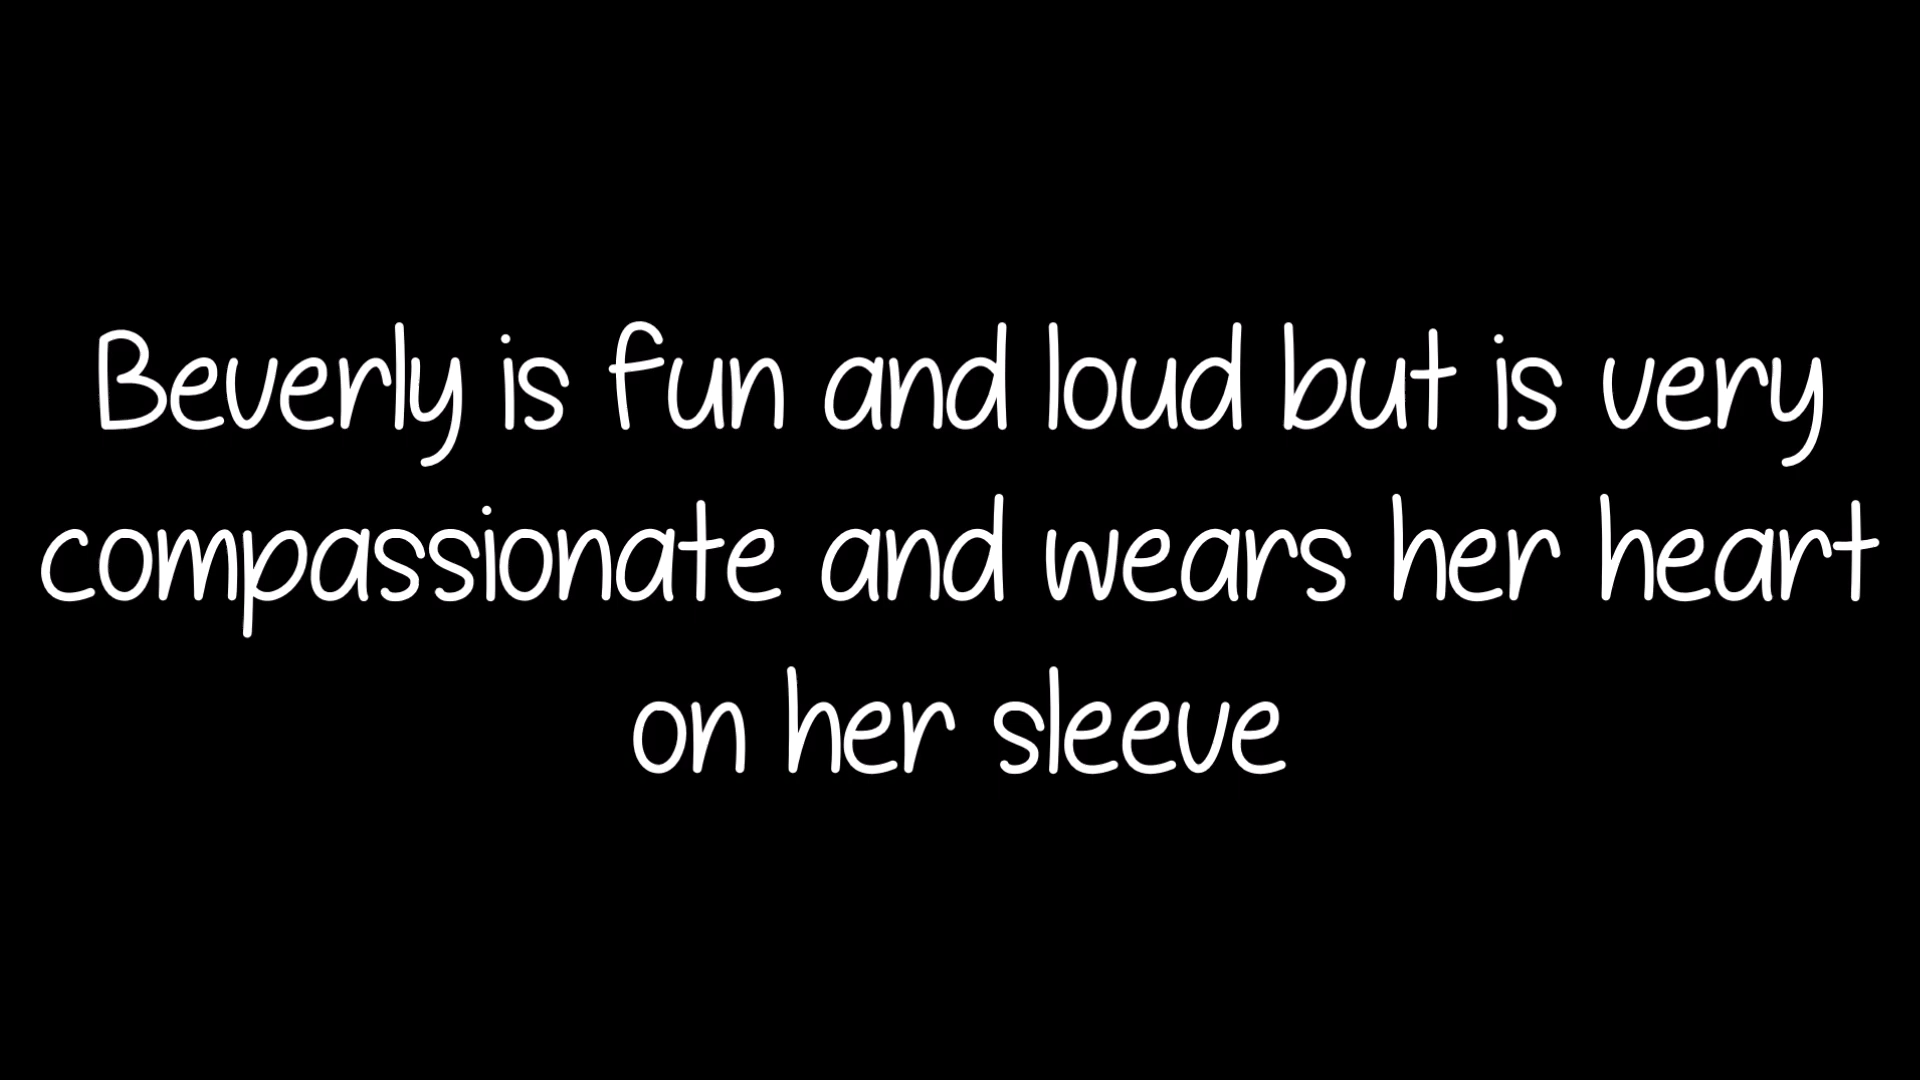 Beverly is fun and loud but is very
compassionate and wears her heart
on her sleeve